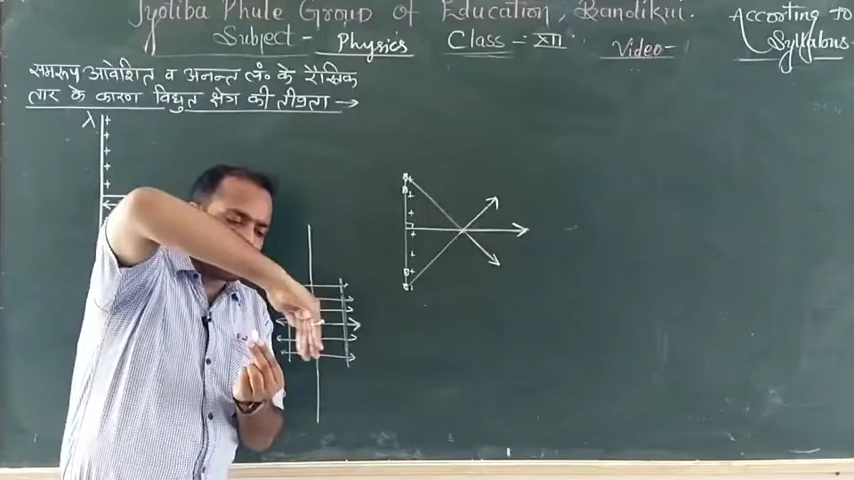 Jyotiba Phule Group of Education, Bandikui.
Subject - Physics Class - XII Video - According To Syllabus -
समरूप आवेशित व अनन्त लं॰ के रैखिक
तार के कारण विद्युत क्षेत्र की तीव्रता →
λ